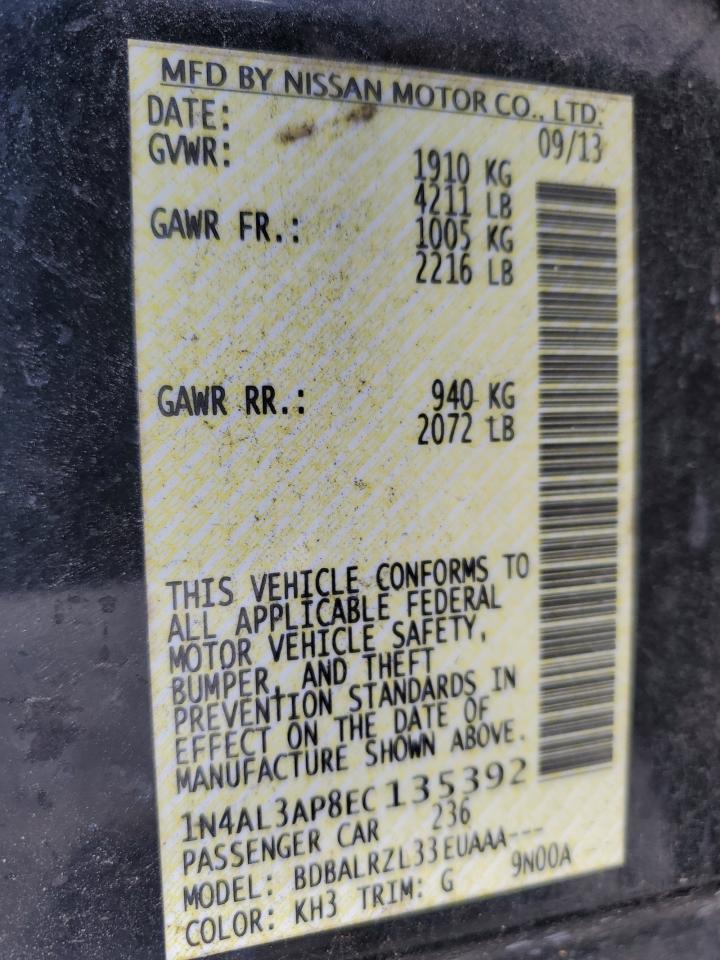 MFD BY NISSAN MOTOR CO., LTD.
DATE: 09/13
GVWR: 1910 KG
4211 LB
GAWR FR.: 1005 KG
2216 LB
GAWR RR.: 940 KG
2072 LB
THIS VEHICLE CONFORMS TO
ALL APPLICABLE FEDERAL
MOTOR VEHICLE SAFETY,
BUMPER, AND THEFT
PREVENTION STANDARDS IN
EFFECT ON THE DATE OF
MANUFACTURE SHOWN ABOVE.
1N4AL3AP8EC135392
PASSENGER CAR 236
MODEL: BDBALRZL33EUAAA---
COLOR: KH3 TRIM: G 9N00A